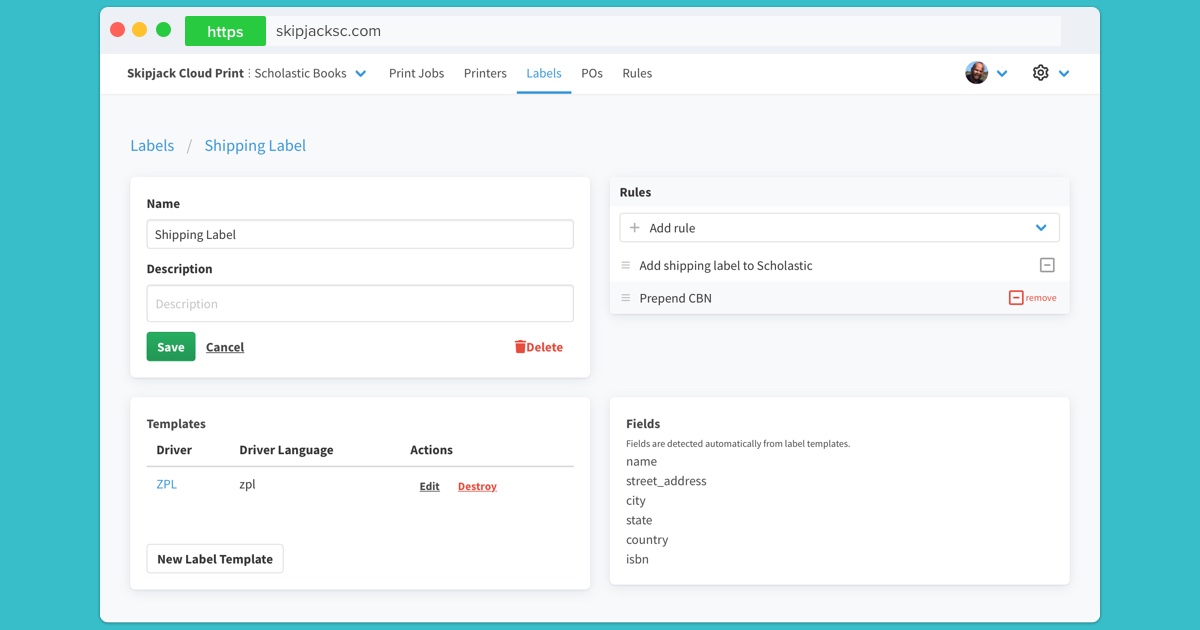 https skipjacksc.com
Skipjack Cloud Print : Scholastic Books Print Jobs Printers Labels POs Rules
Labels / Shipping Label
Name
Shipping Label
Description
Description
Save Cancel Delete
Rules
+ Add rule
Add shipping label to Scholastic
Prepend CBN remove
Templates
Driver Driver Language Actions
ZPL zpl Edit Destroy
New Label Template
Fields
Fields are detected automatically from label templates.
name
street_address
city
state
country
isbn